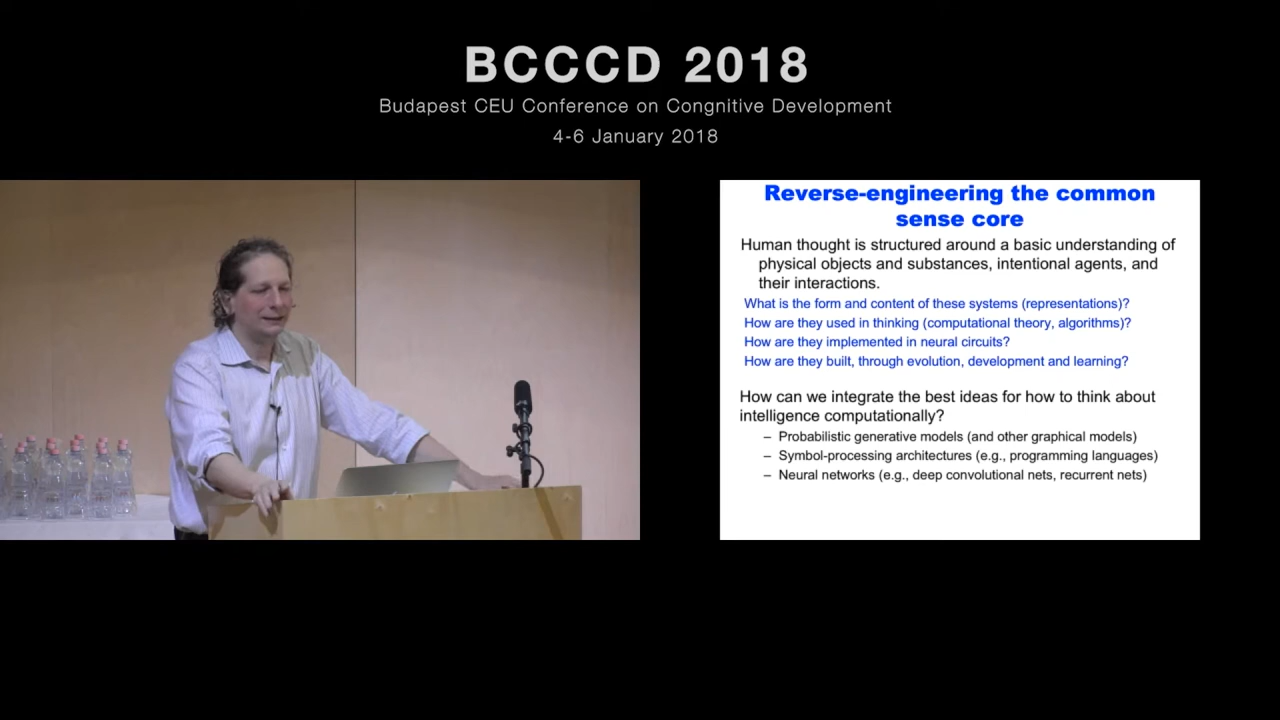 BCCCD 2018
Budapest CEU Conference on Congnitive Development
4-6 January 2018
Reverse-engineering the common
sense core
Human thought is structured around a basic understanding of
physical objects and substances, intentional agents, and
their interactions.
What is the form and content of these systems (representations)?
How are they used in thinking (computational theory, algorithms)?
How are they implemented in neural circuits?
How are they built, through evolution, development and learning?
How can we integrate the best ideas for how to think about
intelligence computationally?
– Probabilistic generative models (and other graphical models)
– Symbol-processing architectures (e.g., programming languages)
– Neural networks (e.g., deep convolutional nets, recurrent nets)